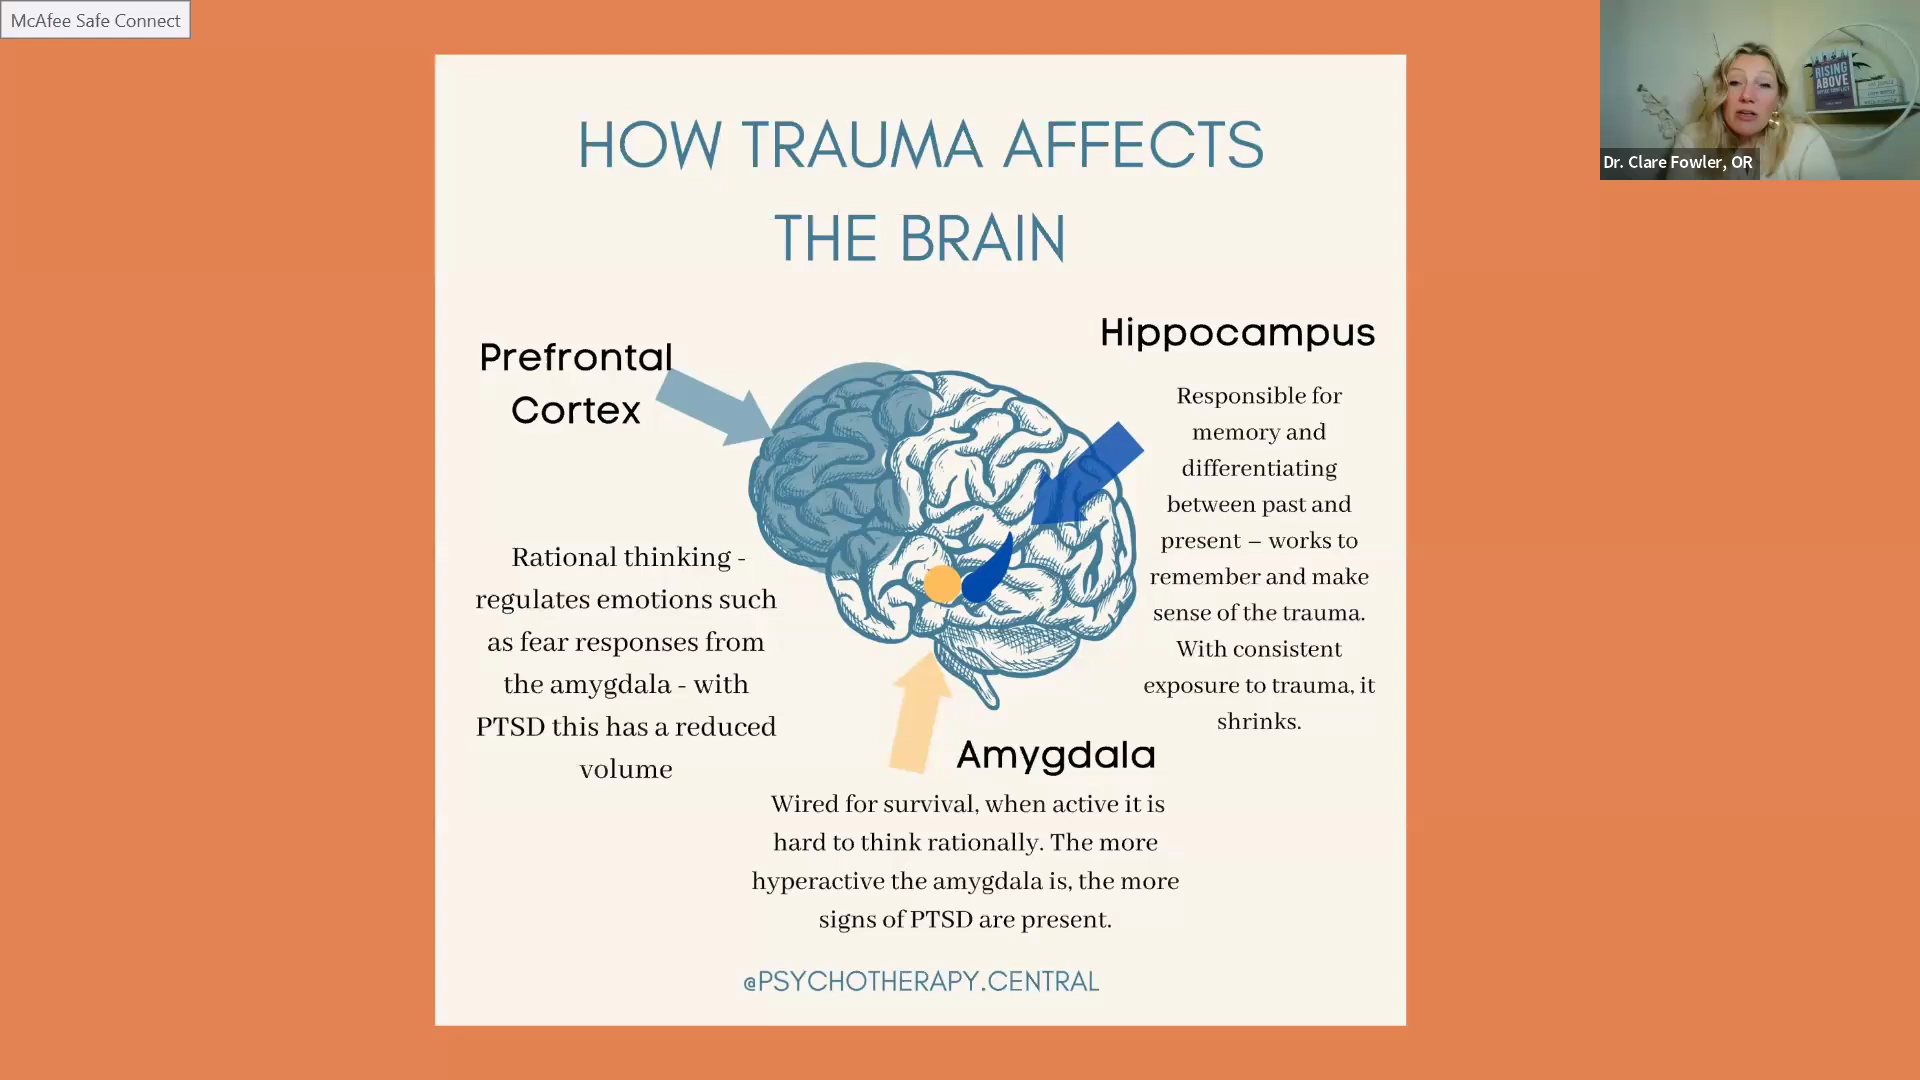 McAfee Safe Connect
HOW TRAUMA AFFECTS
THE BRAIN
Prefrontal
Cortex
Rational thinking -
regulates emotions such
as fear responses from
the amygdala - with
PTSD this has a reduced
volume
Hippocampus
Responsible for
memory and
differentiating
between past and
present – works to
remember and make
sense of the trauma.
With consistent
exposure to trauma, it
shrinks.
Amygdala
Wired for survival, when active it is
hard to think rationally. The more
hyperactive the amygdala is, the more
signs of PTSD are present.
@PSYCHOTHERAPY.CENTRAL
RISING
ABOVE
Dr. Clare Fowler, OR